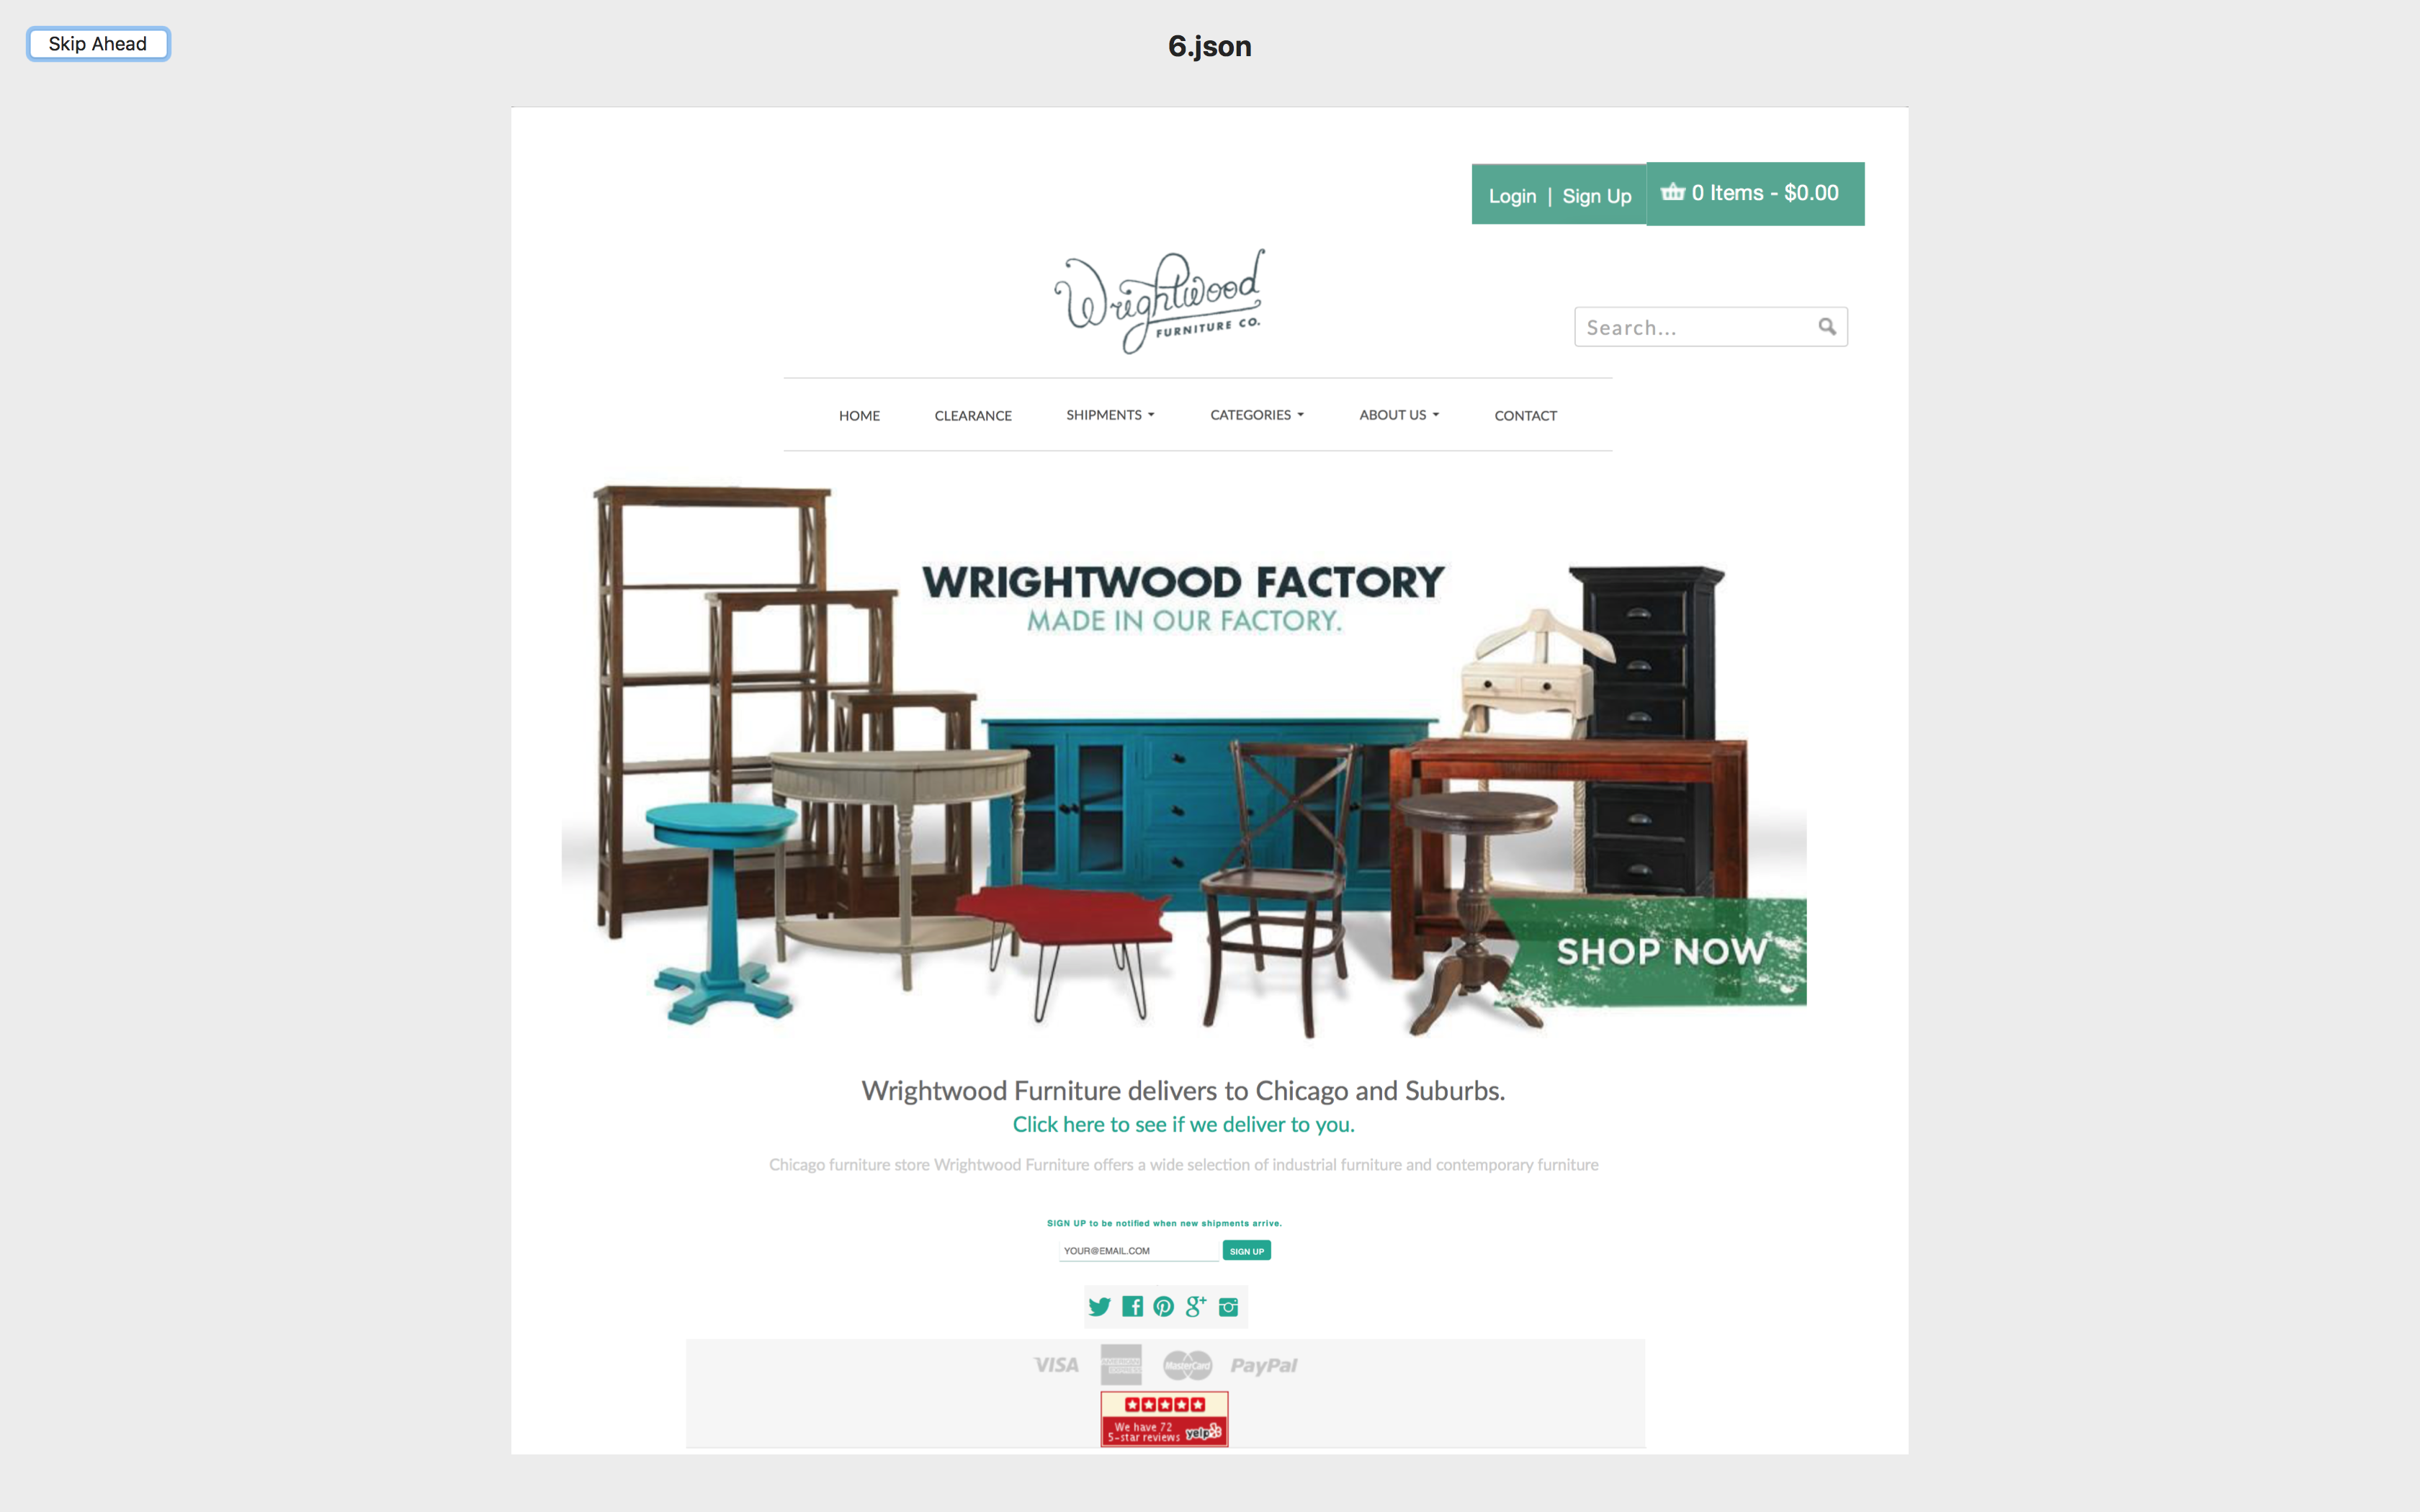 Skip Ahead
6.json
Login | Sign Up
0 Items - $0.00
Wrightwood
FURNITURE CO.
Search...
HOME CLEARANCE SHIPMENTS CATEGORIES ABOUT US CONTACT
WRIGHTWOOD FACTORY
MADE IN OUR FACTORY.
SHOP NOW
Wrightwood Furniture delivers to Chicago and Suburbs.
Click here to see if we deliver to you.
Chicago furniture store Wrightwood Furniture offers a wide selection of industrial furniture and contemporary furniture
SIGN UP to be notified when new shipments arrive.
YOUR@EMAIL.COM SIGN UP
g+
VISA AMERICAN EXPRESS MasterCard PayPal
We have 72
5-star reviews yelp